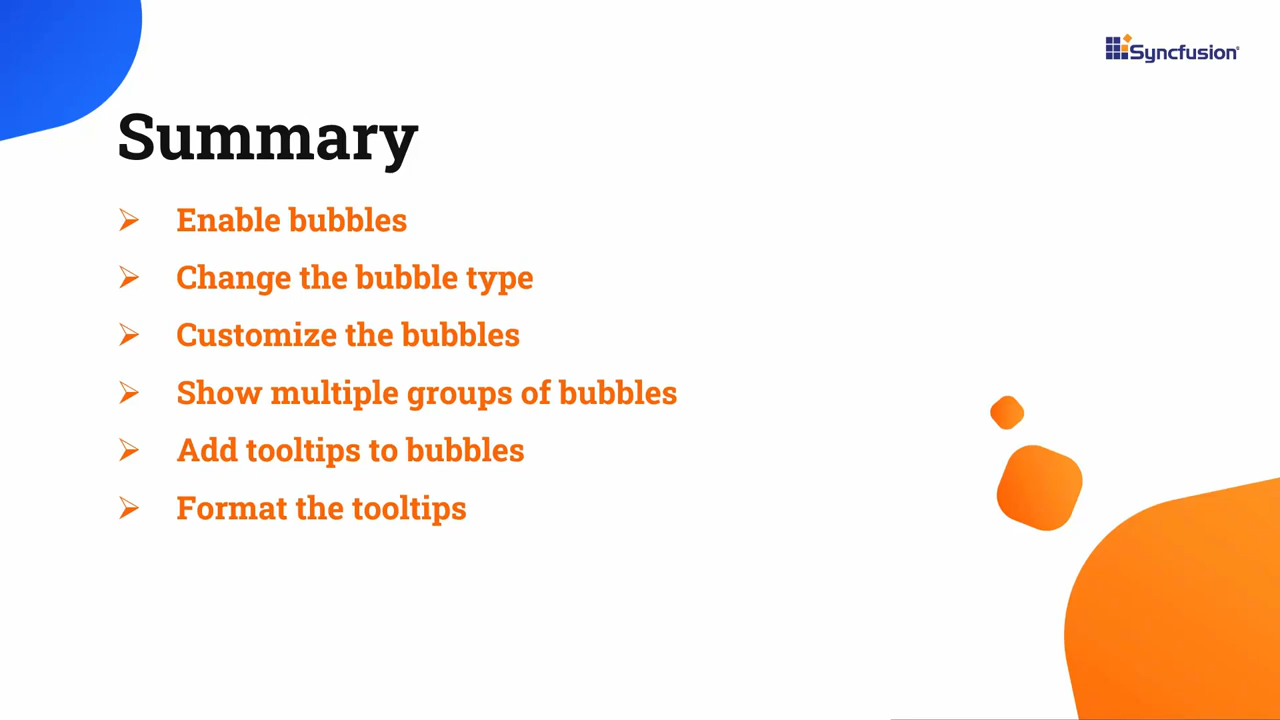 Syncfusion®
Summary
Enable bubbles
Change the bubble type
Customize the bubbles
Show multiple groups of bubbles
Add tooltips to bubbles
Format the tooltips